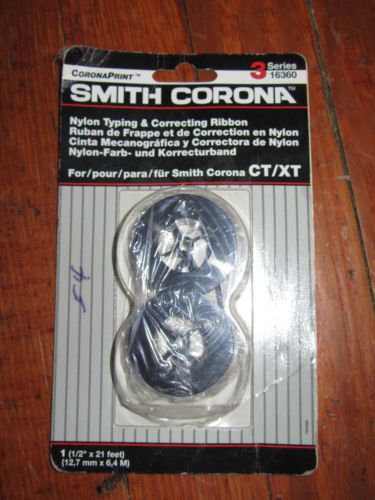 CORONAPRINT™
3 Series
16360
SMITH CORONA™
Nylon Typing & Correcting Ribbon
Ruban de Frappe et de Correction en Nylon
Cinta Mecanográfica y Correctora de Nylon
Nylon-Farb- und Korrecturband
For/pour/para/für Smith Corona CT/XT
F4
1 (1/2" x 21 feet)
(12,7 mm x 6,4 M)